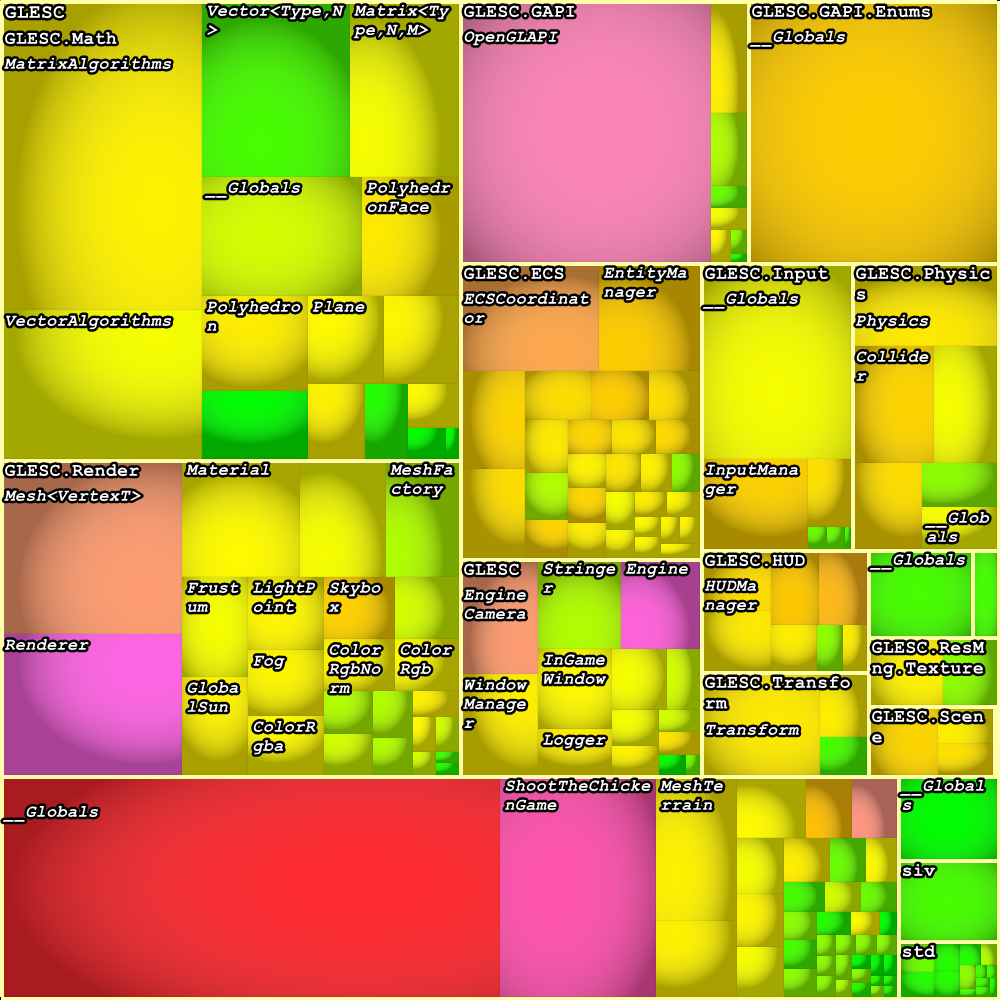 GLESC
GLESC.Math
MatrixAlgorithms
Vector<Type,N
>
Matrix<Ty
pe,N,M>
__Globals
Polyhedr
onFace
VectorAlgorithms
Polyhedro
n
Plane
GLESC.GAPI
OpenGLAPI
GLESC.GAPI.Enums
__Globals
GLESC.ECS
ECSCoordinat
or
EntityMa
nager
GLESC.Input
__Globals
InputMana
ger
GLESC.Physic
s
Physics
Collide
r
__Glob
als
GLESC.Render
Mesh<VertexT>
Renderer
Material
MeshFa
ctory
Frust
um
LightP
oint
Skybo
x
Fog
Color
RgbNo
rm
Color
Rgb
Globa
lSun
ColorR
gba
GLESC
Engine
Camera
Stringe
r
Engine
InGame
Window
Window
Manage
r
Logger
GLESC.HUD
HUDMa
nager
__Globals
GLESC.ResM
ng.Texture
GLESC.Transfo
rm
Transform
GLESC.Scen
e
__Globals
ShootTheChicke
nGame
MeshTe
rrain
__Global
s
siv
std